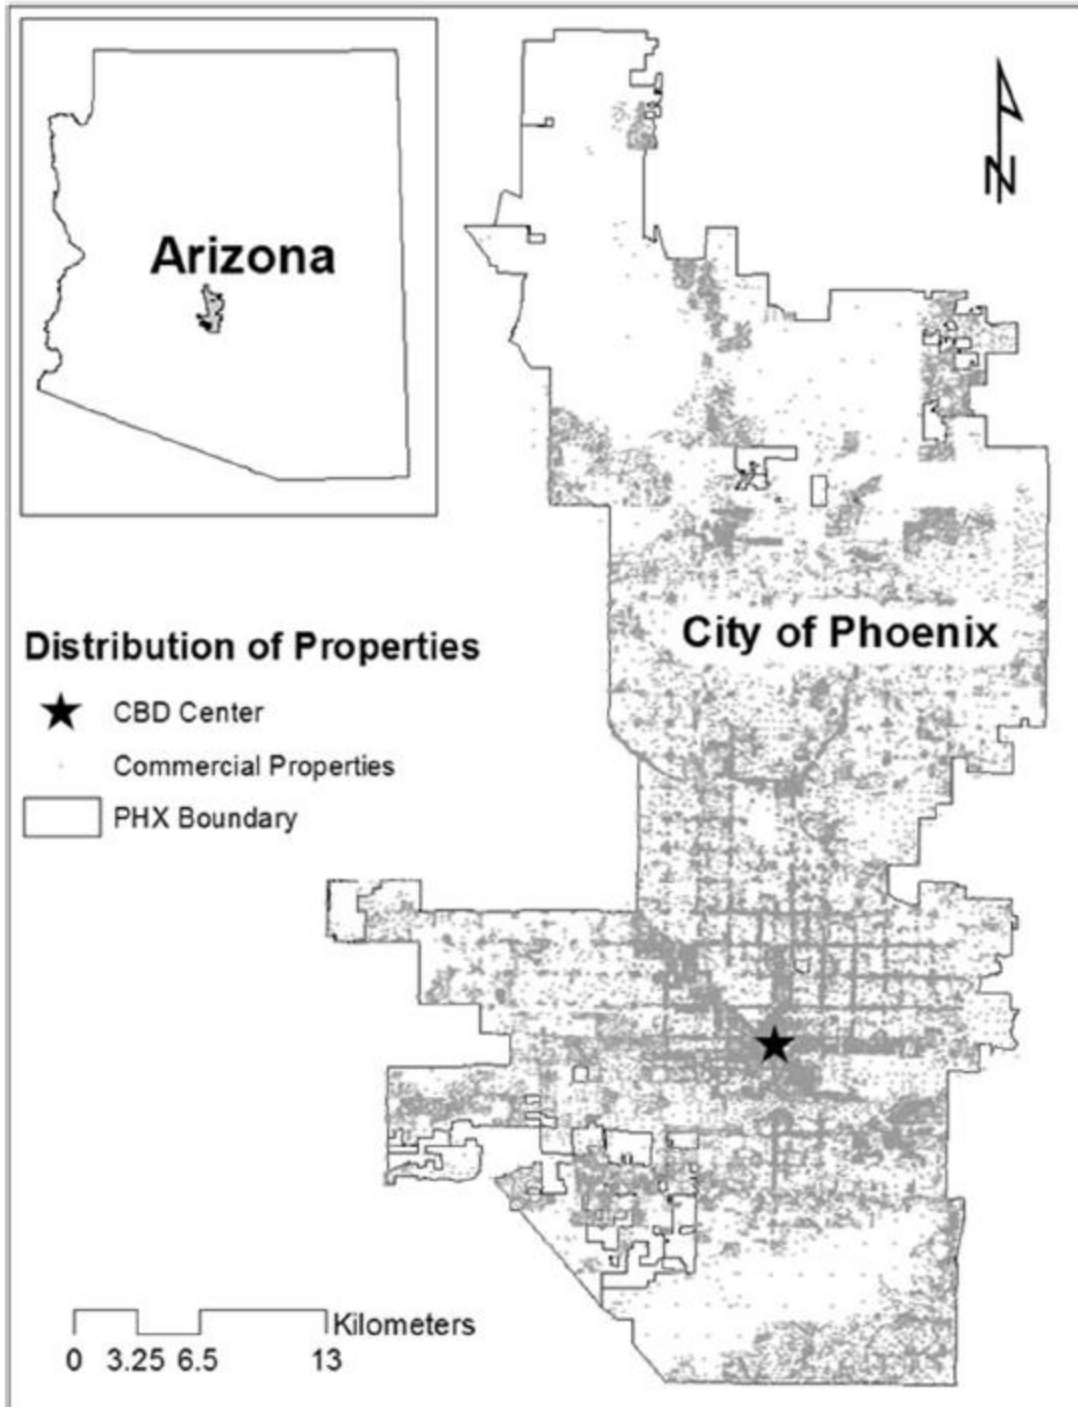 Arizona
N
City of Phoenix
Distribution of Properties
CBD Center
Commercial Properties
PHX Boundary
Kilometers
0 3.25 6.5 13